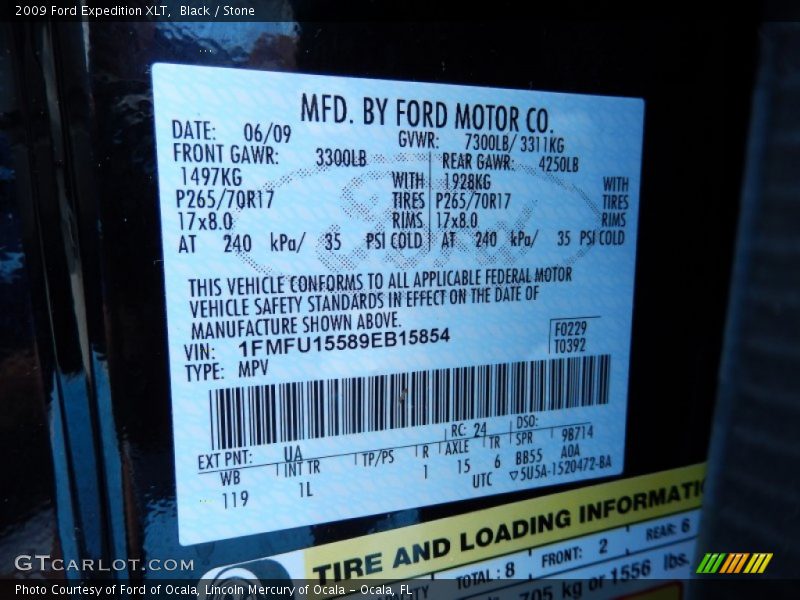 2009 Ford Expedition XLT, Black / Stone
MFD. BY FORD MOTOR CO.
DATE: 06/09 GVWR: 7300LB/ 3311KG
FRONT GAWR: 3300LB REAR GAWR: 4250LB
1497KG WITH 1928KG WITH
P265/70R17 TIRES P265/70R17 TIRES
17x8.0 RIMS 17x8.0 RIMS
AT 240 kPa/ 35 PSI COLD AT 240 kPa/ 35 PSI COLD
THIS VEHICLE CONFORMS TO ALL APPLICABLE FEDERAL MOTOR
VEHICLE SAFETY STANDARDS IN EFFECT ON THE DATE OF
MANUFACTURE SHOWN ABOVE.
VIN: 1FMFU15589EB15854 F0229
TYPE: MPV T0392
EXT PNT: UA RC: 24 DSO:
WB INT TR TP/PS R AXLE TR SPR 9B714
119 1L 1 15 6 BB55 A0A
UTC ▽5U5A-1520472-BA
TIRE AND LOADING INFORMATI
TOTAL: 8 FRONT: 2 REAR: 6
705 kg or 1556 lbs.
GTCARLOT.COM
Photo Courtesy of Ford of Ocala, Lincoln Mercury of Ocala - Ocala, FL